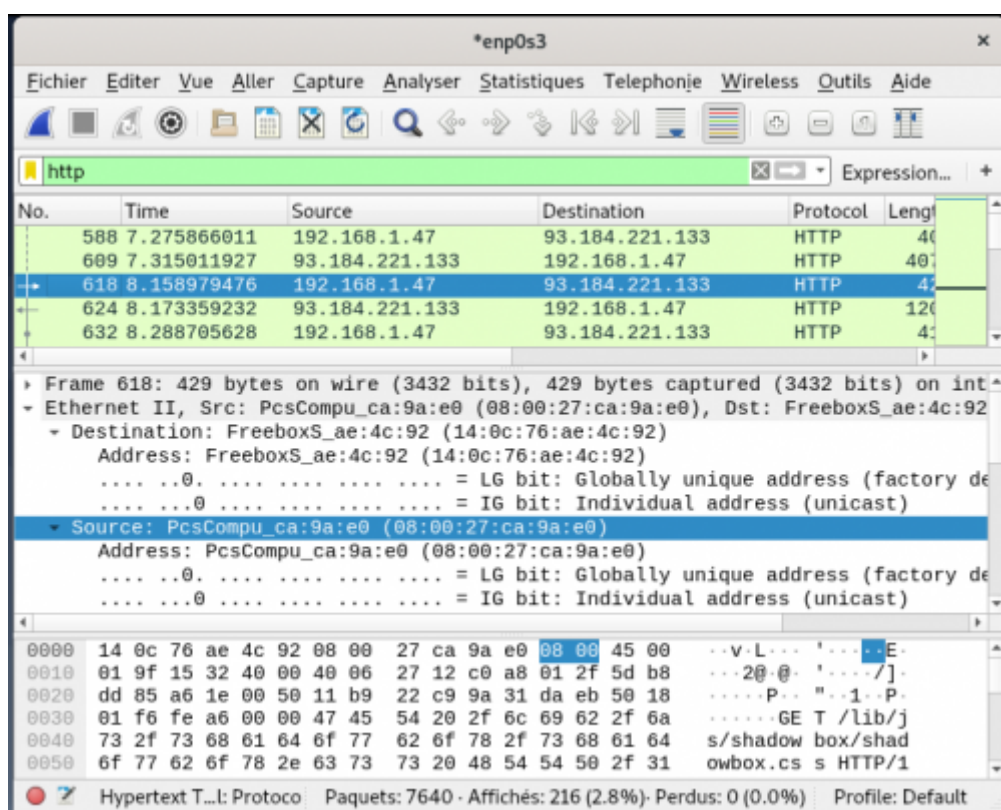 *enp0s3
Fichier Editer Vue Aller Capture Analyser Statistiques Telephonie Wireless Outils Aide
http Expression... +
No. Time Source Destination Protocol Lengt
588 7.275866011 192.168.1.47 93.184.221.133 HTTP 40
609 7.315011927 93.184.221.133 192.168.1.47 HTTP 407
618 8.158979476 192.168.1.47 93.184.221.133 HTTP 42
624 8.173359232 93.184.221.133 192.168.1.47 HTTP 120
632 8.288705628 192.168.1.47 93.184.221.133 HTTP 41
Frame 618: 429 bytes on wire (3432 bits), 429 bytes captured (3432 bits) on int
Ethernet II, Src: PcsCompu_ca:9a:e0 (08:00:27:ca:9a:e0), Dst: FreeboxS_ae:4c:92
Destination: FreeboxS_ae:4c:92 (14:0c:76:ae:4c:92)
Address: FreeboxS_ae:4c:92 (14:0c:76:ae:4c:92)
.... ..0. .... .... .... .... = LG bit: Globally unique address (factory de
.... ...0 .... .... .... .... = IG bit: Individual address (unicast)
Source: PcsCompu_ca:9a:e0 (08:00:27:ca:9a:e0)
Address: PcsCompu_ca:9a:e0 (08:00:27:ca:9a:e0)
.... ..0. .... .... .... .... = LG bit: Globally unique address (factory de
.... ...0 .... .... .... .... = IG bit: Individual address (unicast)
0000 14 0c 76 ae 4c 92 08 00 27 ca 9a e0 08 00 45 00 ··v·L··· '·····E·
0010 01 9f 15 32 40 00 40 06 27 12 c0 a8 01 2f 5d b8 ···2@·@· '····/]·
0020 dd 85 a6 1e 00 50 11 b9 22 c9 9a 31 da eb 50 18 ·····P·· "··1··P·
0030 01 f6 fe a6 00 00 47 45 54 20 2f 6c 69 62 2f 6a ······GE T /lib/j
0040 73 2f 73 68 61 64 6f 77 62 6f 78 2f 73 68 61 64 s/shadow box/shad
0050 6f 77 62 6f 78 2e 63 73 73 20 48 54 54 50 2f 31 owbox.cs s HTTP/1
Hypertext T...l: Protoco Paquets: 7640 · Affichés: 216 (2.8%)· Perdus: 0 (0.0%) Profile: Default